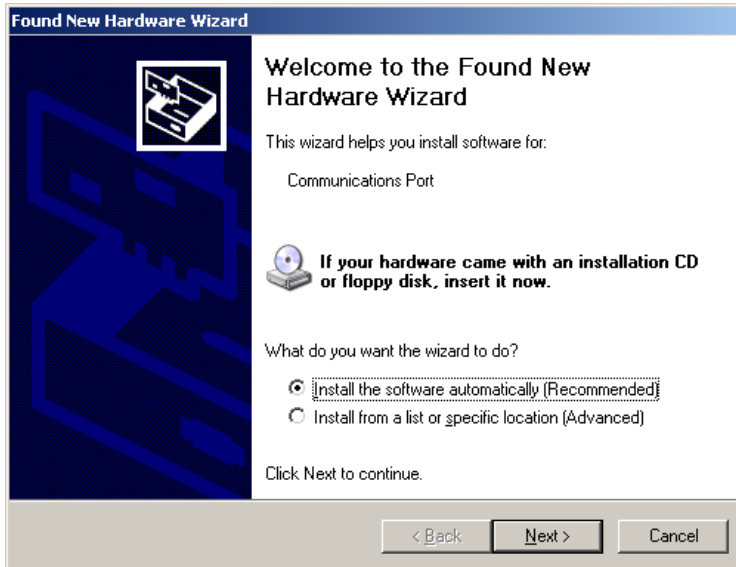 Found New Hardware Wizard
Welcome to the Found New
Hardware Wizard
This wizard helps you install software for:
Communications Port
If your hardware came with an installation CD
or floppy disk, insert it now.
What do you want the wizard to do?
Install the software automatically (Recommended)
Install from a list or specific location (Advanced)
Click Next to continue.
< Back Next > Cancel